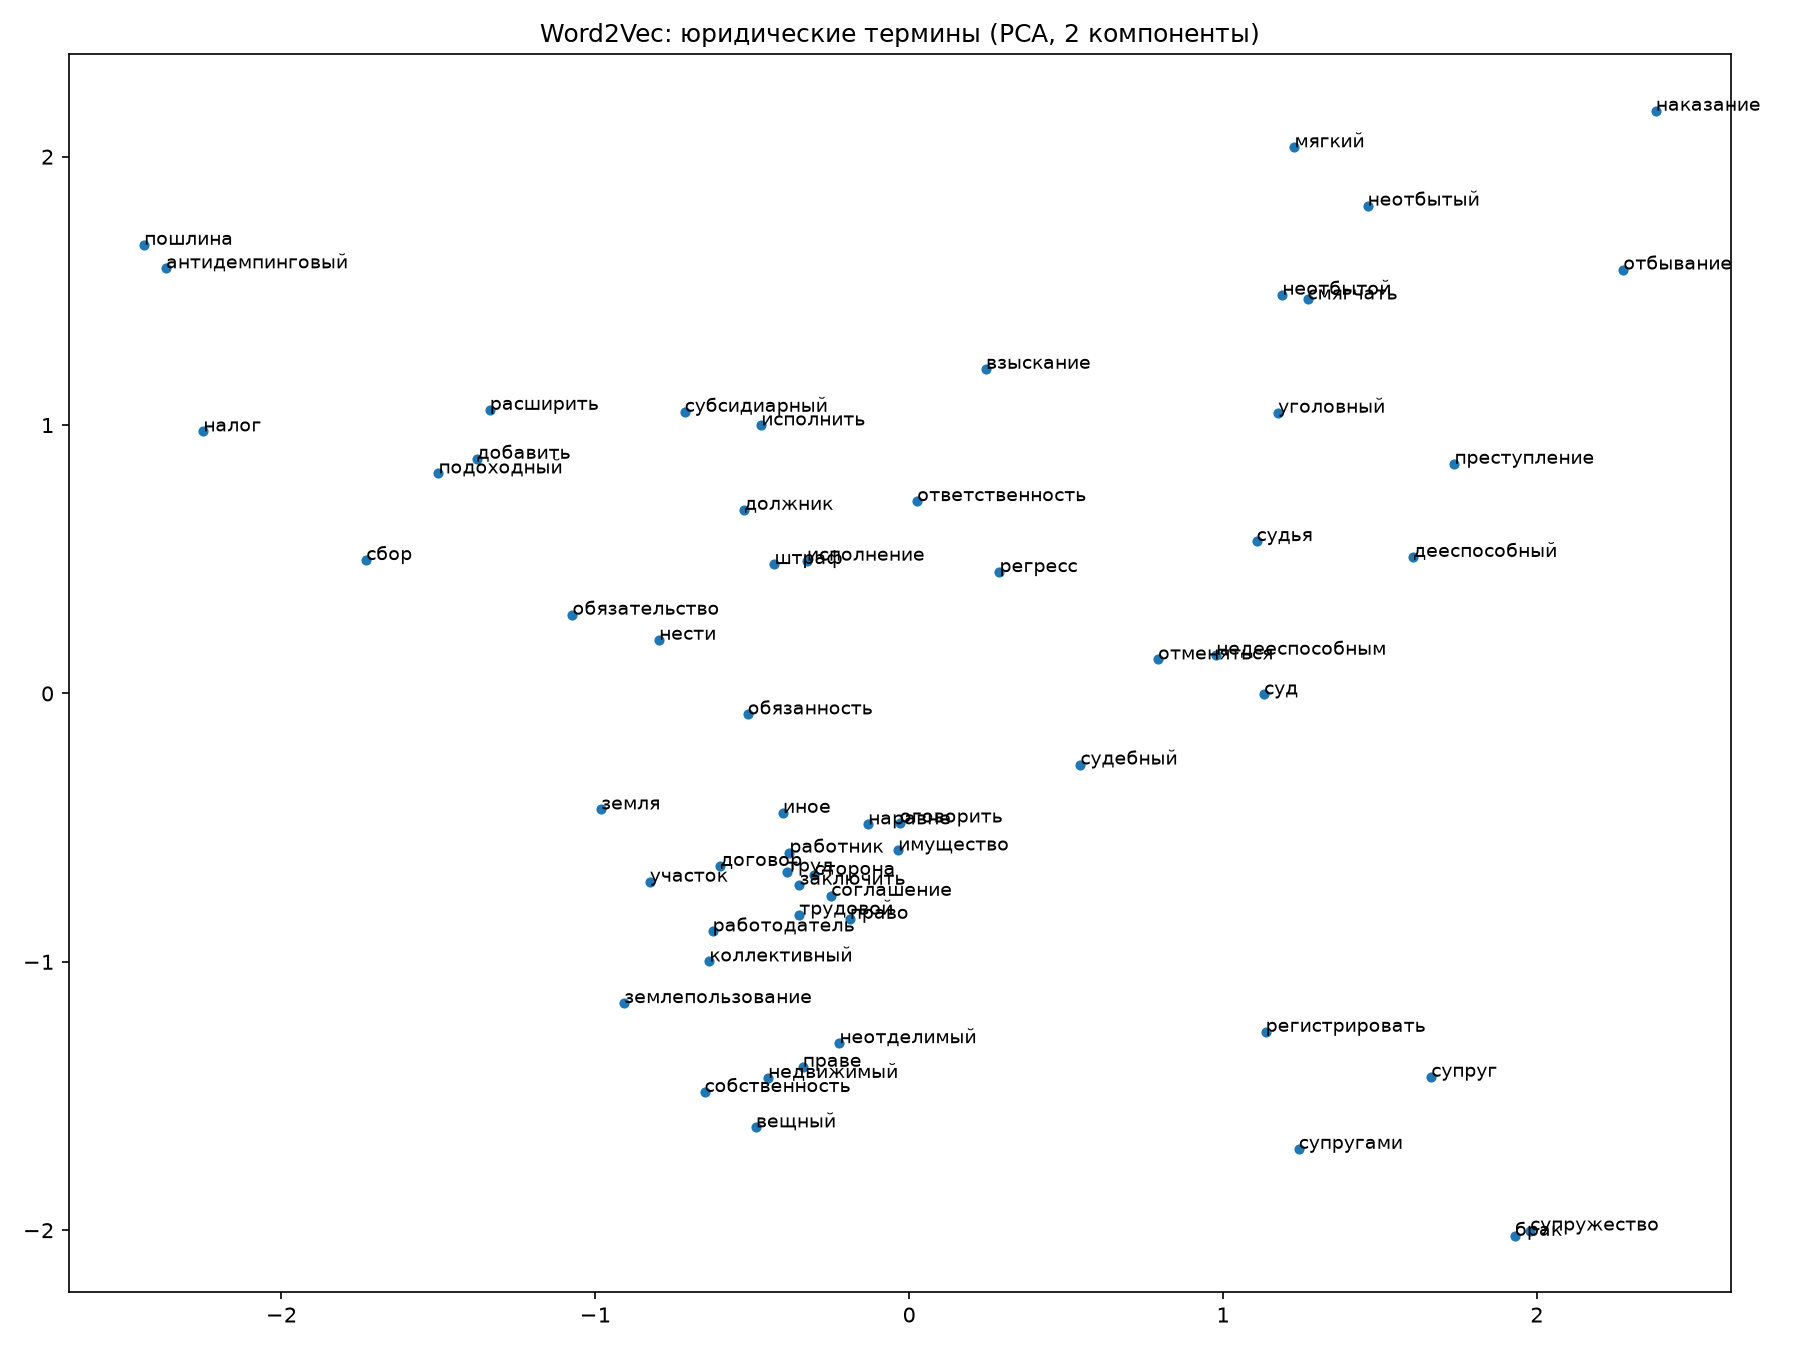 Word2Vec: юридические термины (PCA, 2 компоненты)
наказание
мягкий
2
неотбытый
пошлина
антидемпинговый
отбывание
неотбытой
смягчать
взыскание
расширить
субсидиарный
уголовный
исполнить
налог
1
добавить
подоходный
преступление
ответственность
должник
судья
сбор
штраф
исполнение
дееспособный
регресс
обязательство
нести
отменяться
недееспособным
суд
0
обязанность
судебный
земля
иное
наравне
оговорить
работник
имущество
договор
труд
сторона
участок
заключить
соглашение
трудовой
право
работодатель
коллективный
−1
землепользование
регистрировать
неотделимый
праве
недвижимый
супруг
собственность
вещный
супругами
супружество
брак
−2
−2 −1 0 1 2